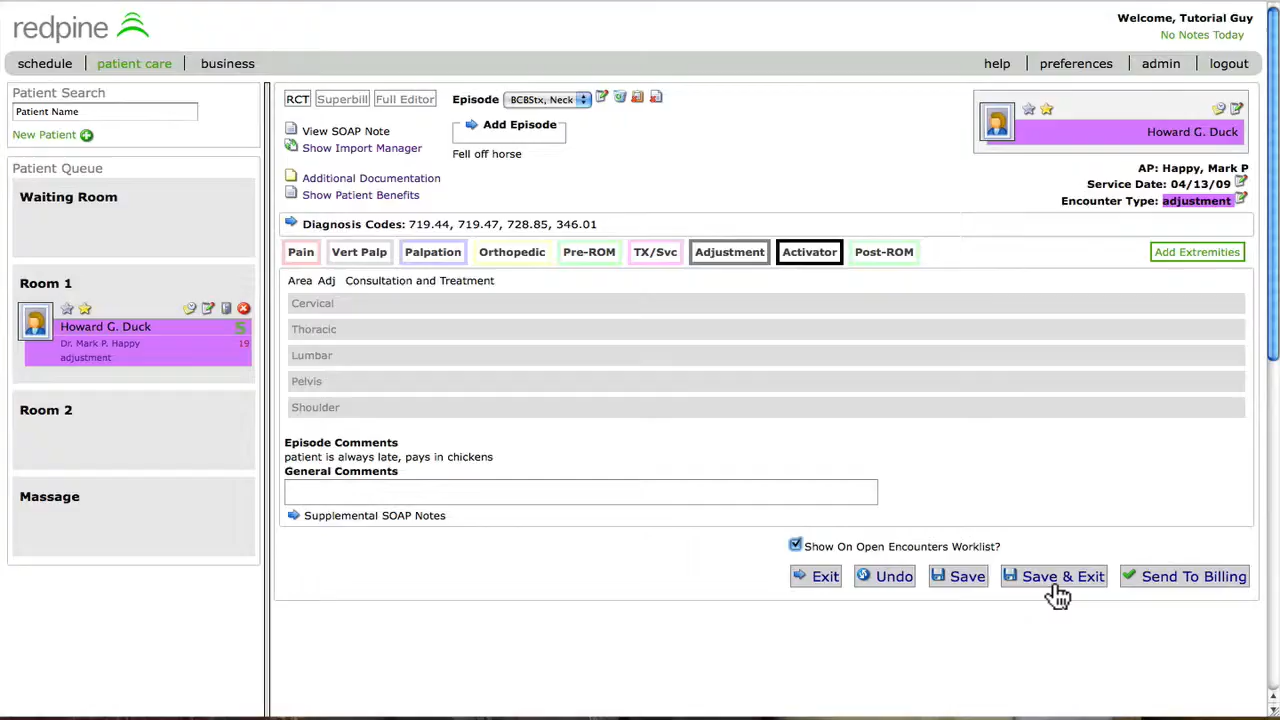 redpine
Welcome, Tutorial Guy
No Notes Today
schedule patient care business help preferences admin logout
Patient Search
Patient Name
New Patient
Patient Queue
Waiting Room
Room 1
Howard G. Duck 5
Dr. Mark P. Happy 19
adjustment
Room 2
Massage
RCT Superbill Full Editor
View SOAP Note
Show Import Manager
Additional Documentation
Show Patient Benefits
Episode BCBStx, Neck
Add Episode
Fell off horse
Howard G. Duck
AP: Happy, Mark P
Service Date: 04/13/09
Encounter Type: adjustment
Diagnosis Codes: 719.44, 719.47, 728.85, 346.01
Pain Vert Palp Palpation Orthopedic Pre-ROM TX/Svc Adjustment Activator Post-ROM Add Extremities
Area Adj Consultation and Treatment
Cervical
Thoracic
Lumbar
Pelvis
Shoulder
Episode Comments
patient is always late, pays in chickens
General Comments
Supplemental SOAP Notes
Show On Open Encounters Worklist?
Exit Undo Save Save & Exit Send To Billing